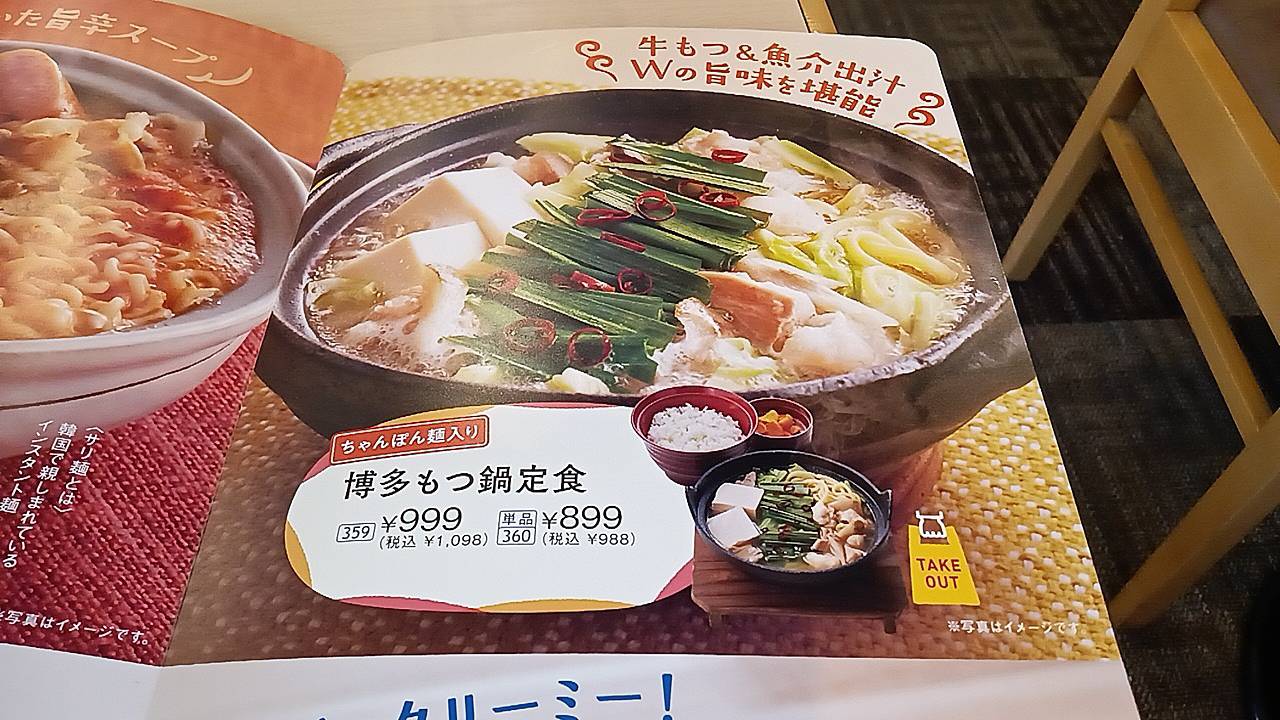 った旨辛スープ
牛もつ&魚介出汁
Wの旨味を堪能
ちゃんぽん麺入り
博多もつ鍋定食
359 ¥999 単品 360 ¥899
(税込 ¥1,098) (税込 ¥988)
TAKE
OUT
※写真はイメージです
〈サリ麺とは〉
韓国で親しまれている
インスタント麺
※写真はイメージです。
クリーミー!